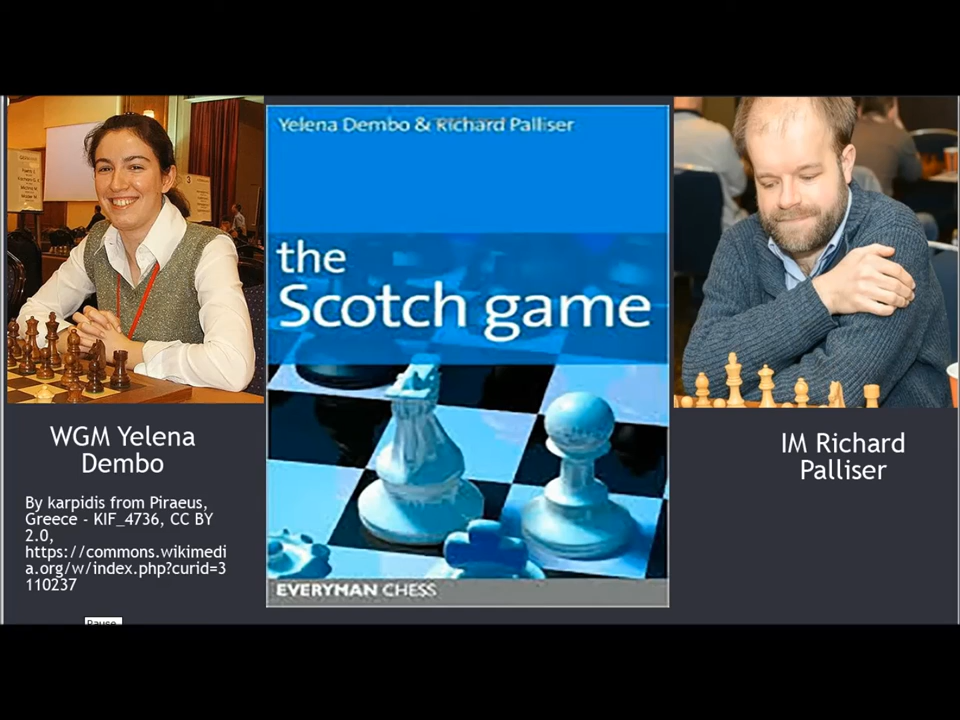 Yelena Dembo & Richard Palliser
the
Scotch game
EVERYMAN CHESS
WGM Yelena
Dembo
By karpidis from Piraeus,
Greece - KIF_4736, CC BY
2.0,
https://commons.wikimedi
a.org/w/index.php?curid=3
110237
IM Richard
Palliser
Pause